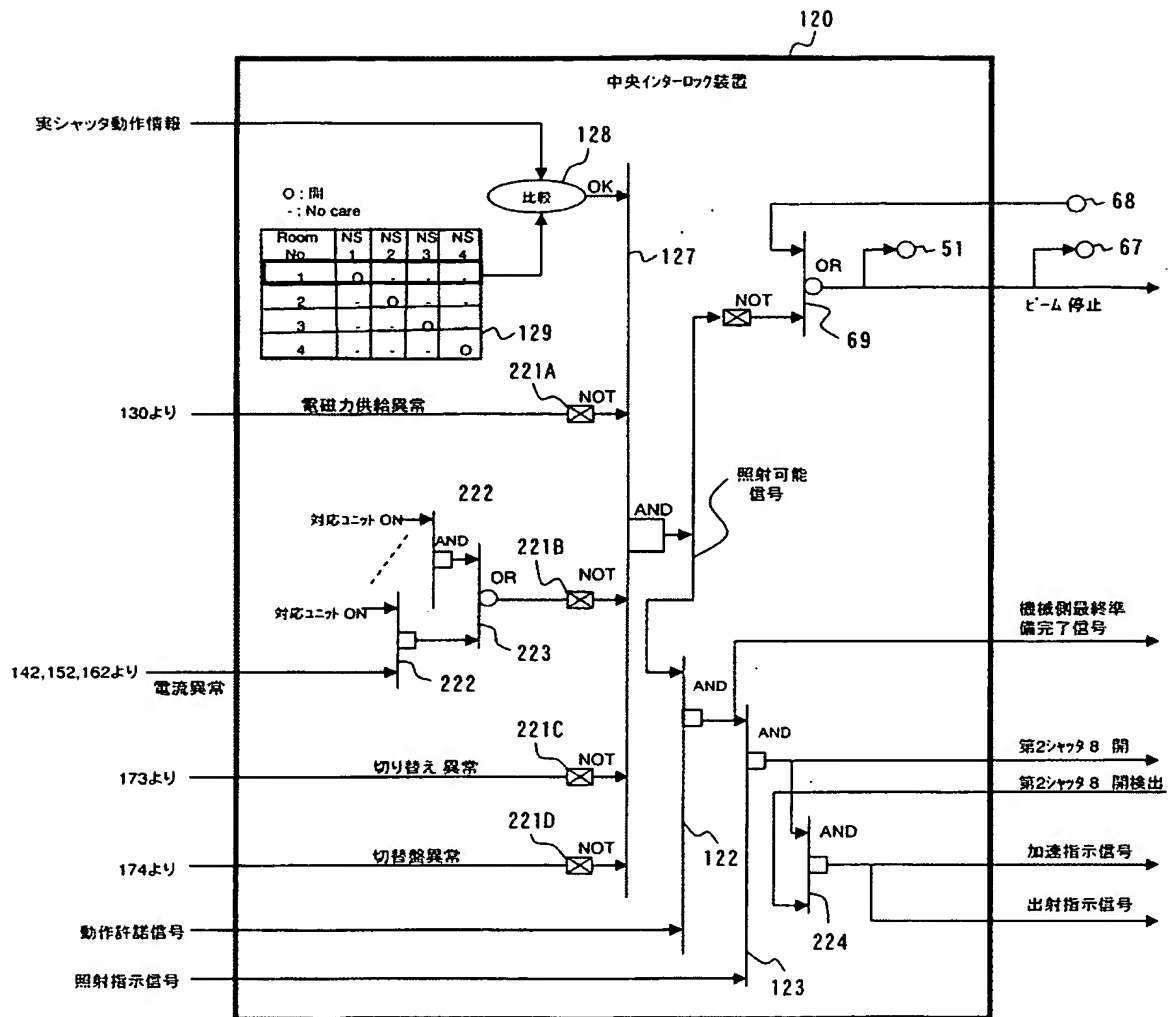 120
中央インターロック装置
実シャッタ動作情報
128
比較
OK
O : 開
- : No care
Room No
NS 1
NS 2
NS 3
NS 4
1 O - - -
2 - O - -
3 - - O -
4 - - - O
129
127
68
51
67
OR
NOT
69
ビーム 停止
221A
130より
電磁力供給異常
NOT
照射可能
信号
222
対応ユニット ON
AND
AND
221B
OR
NOT
対応ユニット ON
223
機械側最終準
備完了信号
142,152,162より
電流異常
222
AND
AND
221C
173より
切り替え 異常
NOT
第2シャッタ 8 開
第2シャッタ 8 開検出
221D
AND
174より
切替盤異常
NOT
122
加速指示信号
出射指示信号
動作許諾信号
224
照射指示信号
123